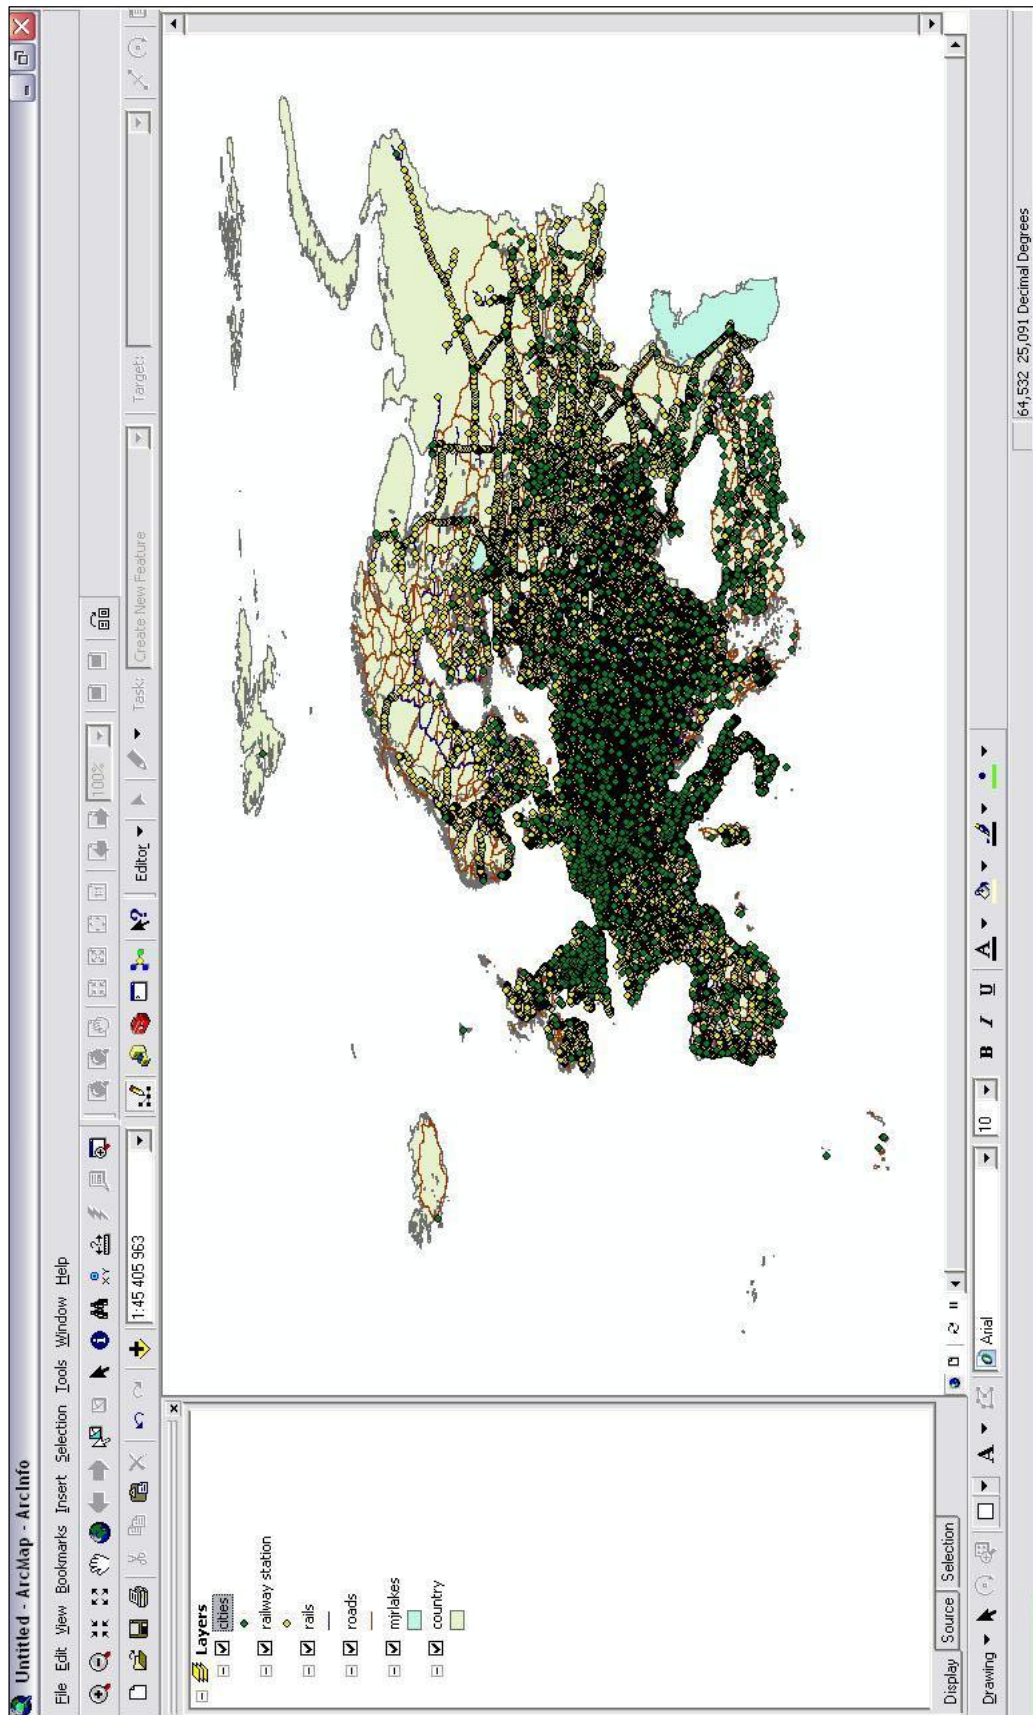 Untitled - ArcMap - ArcInfo
File Edit View Bookmarks Insert Selection Tools Window Help
100%
1:45 405 963
Editor
Task: Create New Feature
Target:
Layers
cities
railway station
rails
roads
mjrlakes
country
Display Source Selection
Drawing
A
Arial
10
B I U A
64,532 25,091 Decimal Degrees